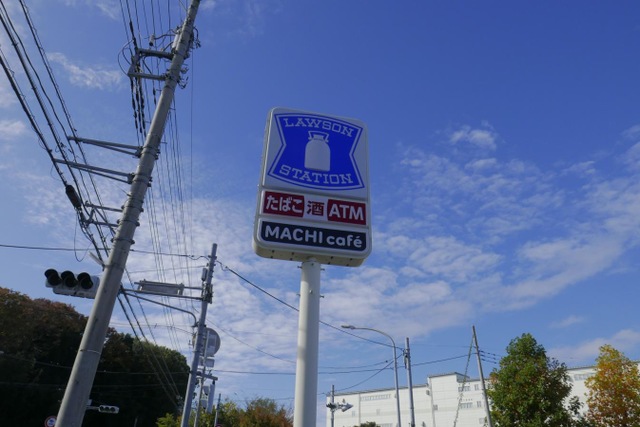 LAWSON
STATION
たばこ 酒 ATM
MACHI café